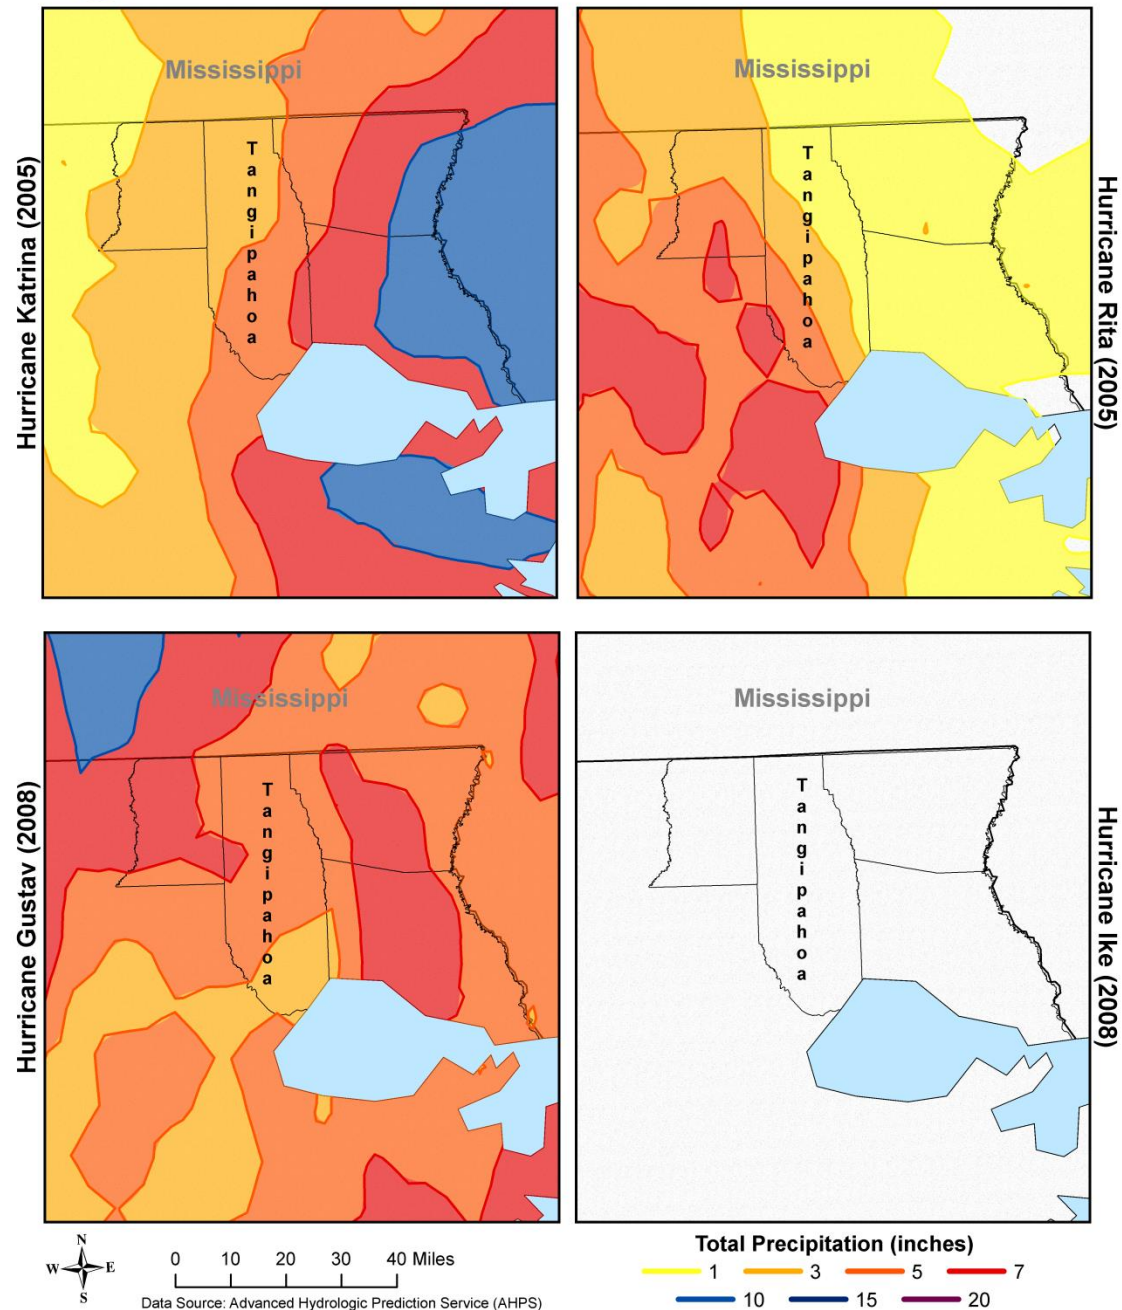 Mississippi
Tangipahoa
Hurricane Katrina (2005)
Mississippi
Tangipahoa
Hurricane Rita (2005)
Mississippi
Tangipahoa
Hurricane Gustav (2008)
Mississippi
Tangipahoa
Hurricane Ike (2008)
N
W E
S
0 10 20 30 40 Miles
Data Source: Advanced Hydrologic Prediction Service (AHPS)
Total Precipitation (inches)
1 3 5 7
10 15 20